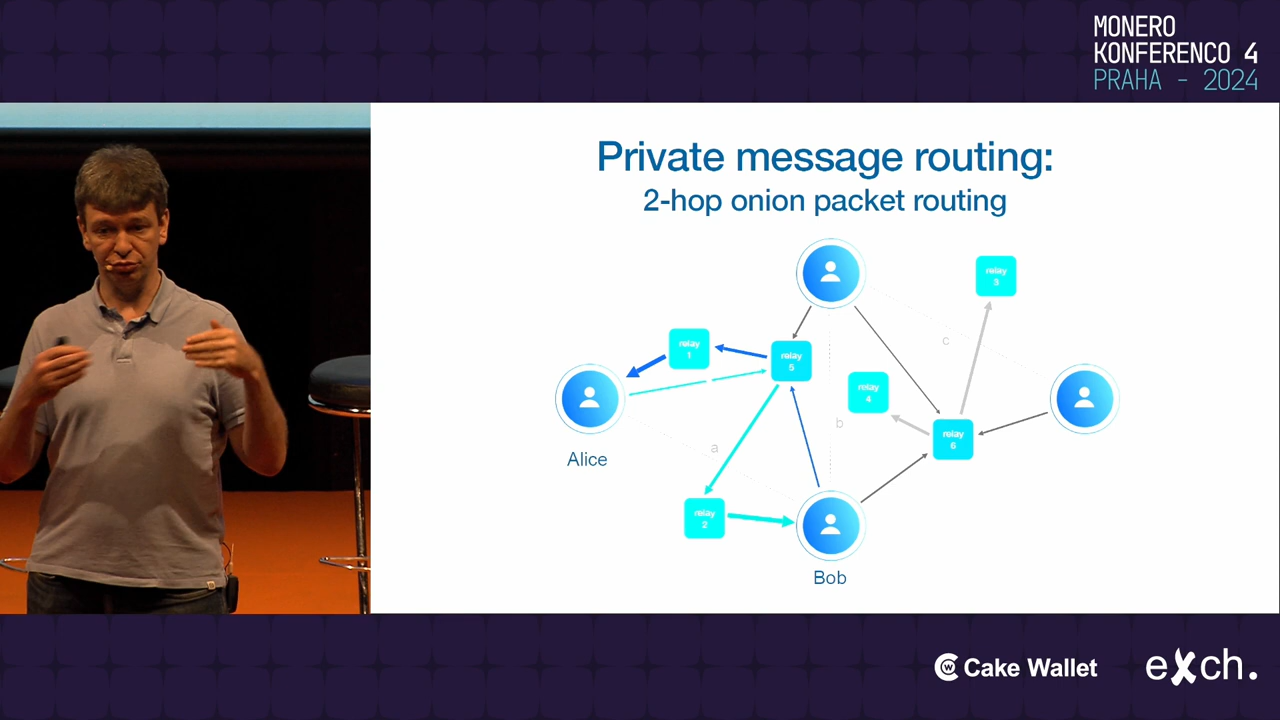 MONERO
KONFERENCO 4
PRAHA - 2024
Private message routing:
2-hop onion packet routing
relay
3
relay
1
relay
5
relay
4
c
b
relay
6
Alice
a
relay
2
Bob
Cake Wallet
eXch.